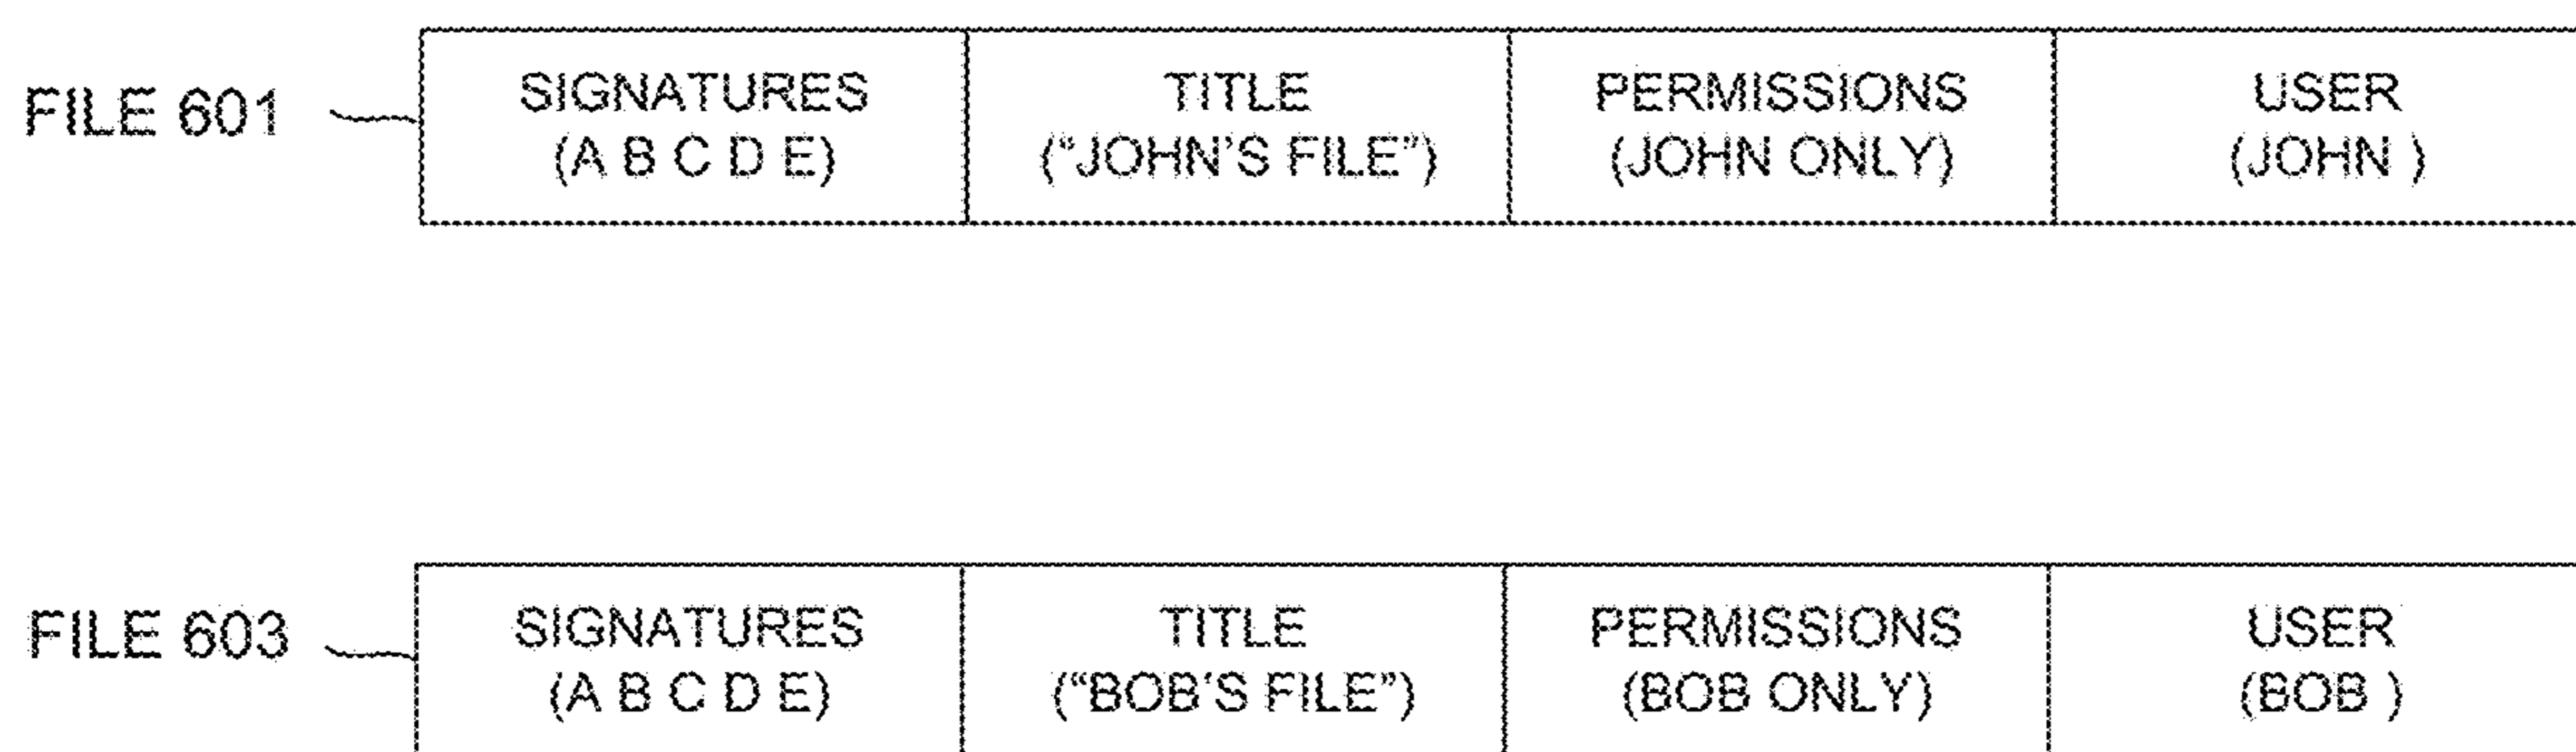 FILE 601
SIGNATURES
(A B C D E)
TITLE
("JOHN'S FILE")
PERMISSIONS
(JOHN ONLY)
USER
(JOHN )
FILE 603
SIGNATURES
(A B C D E)
TITLE
("BOB'S FILE")
PERMISSIONS
(BOB ONLY)
USER
(BOB )